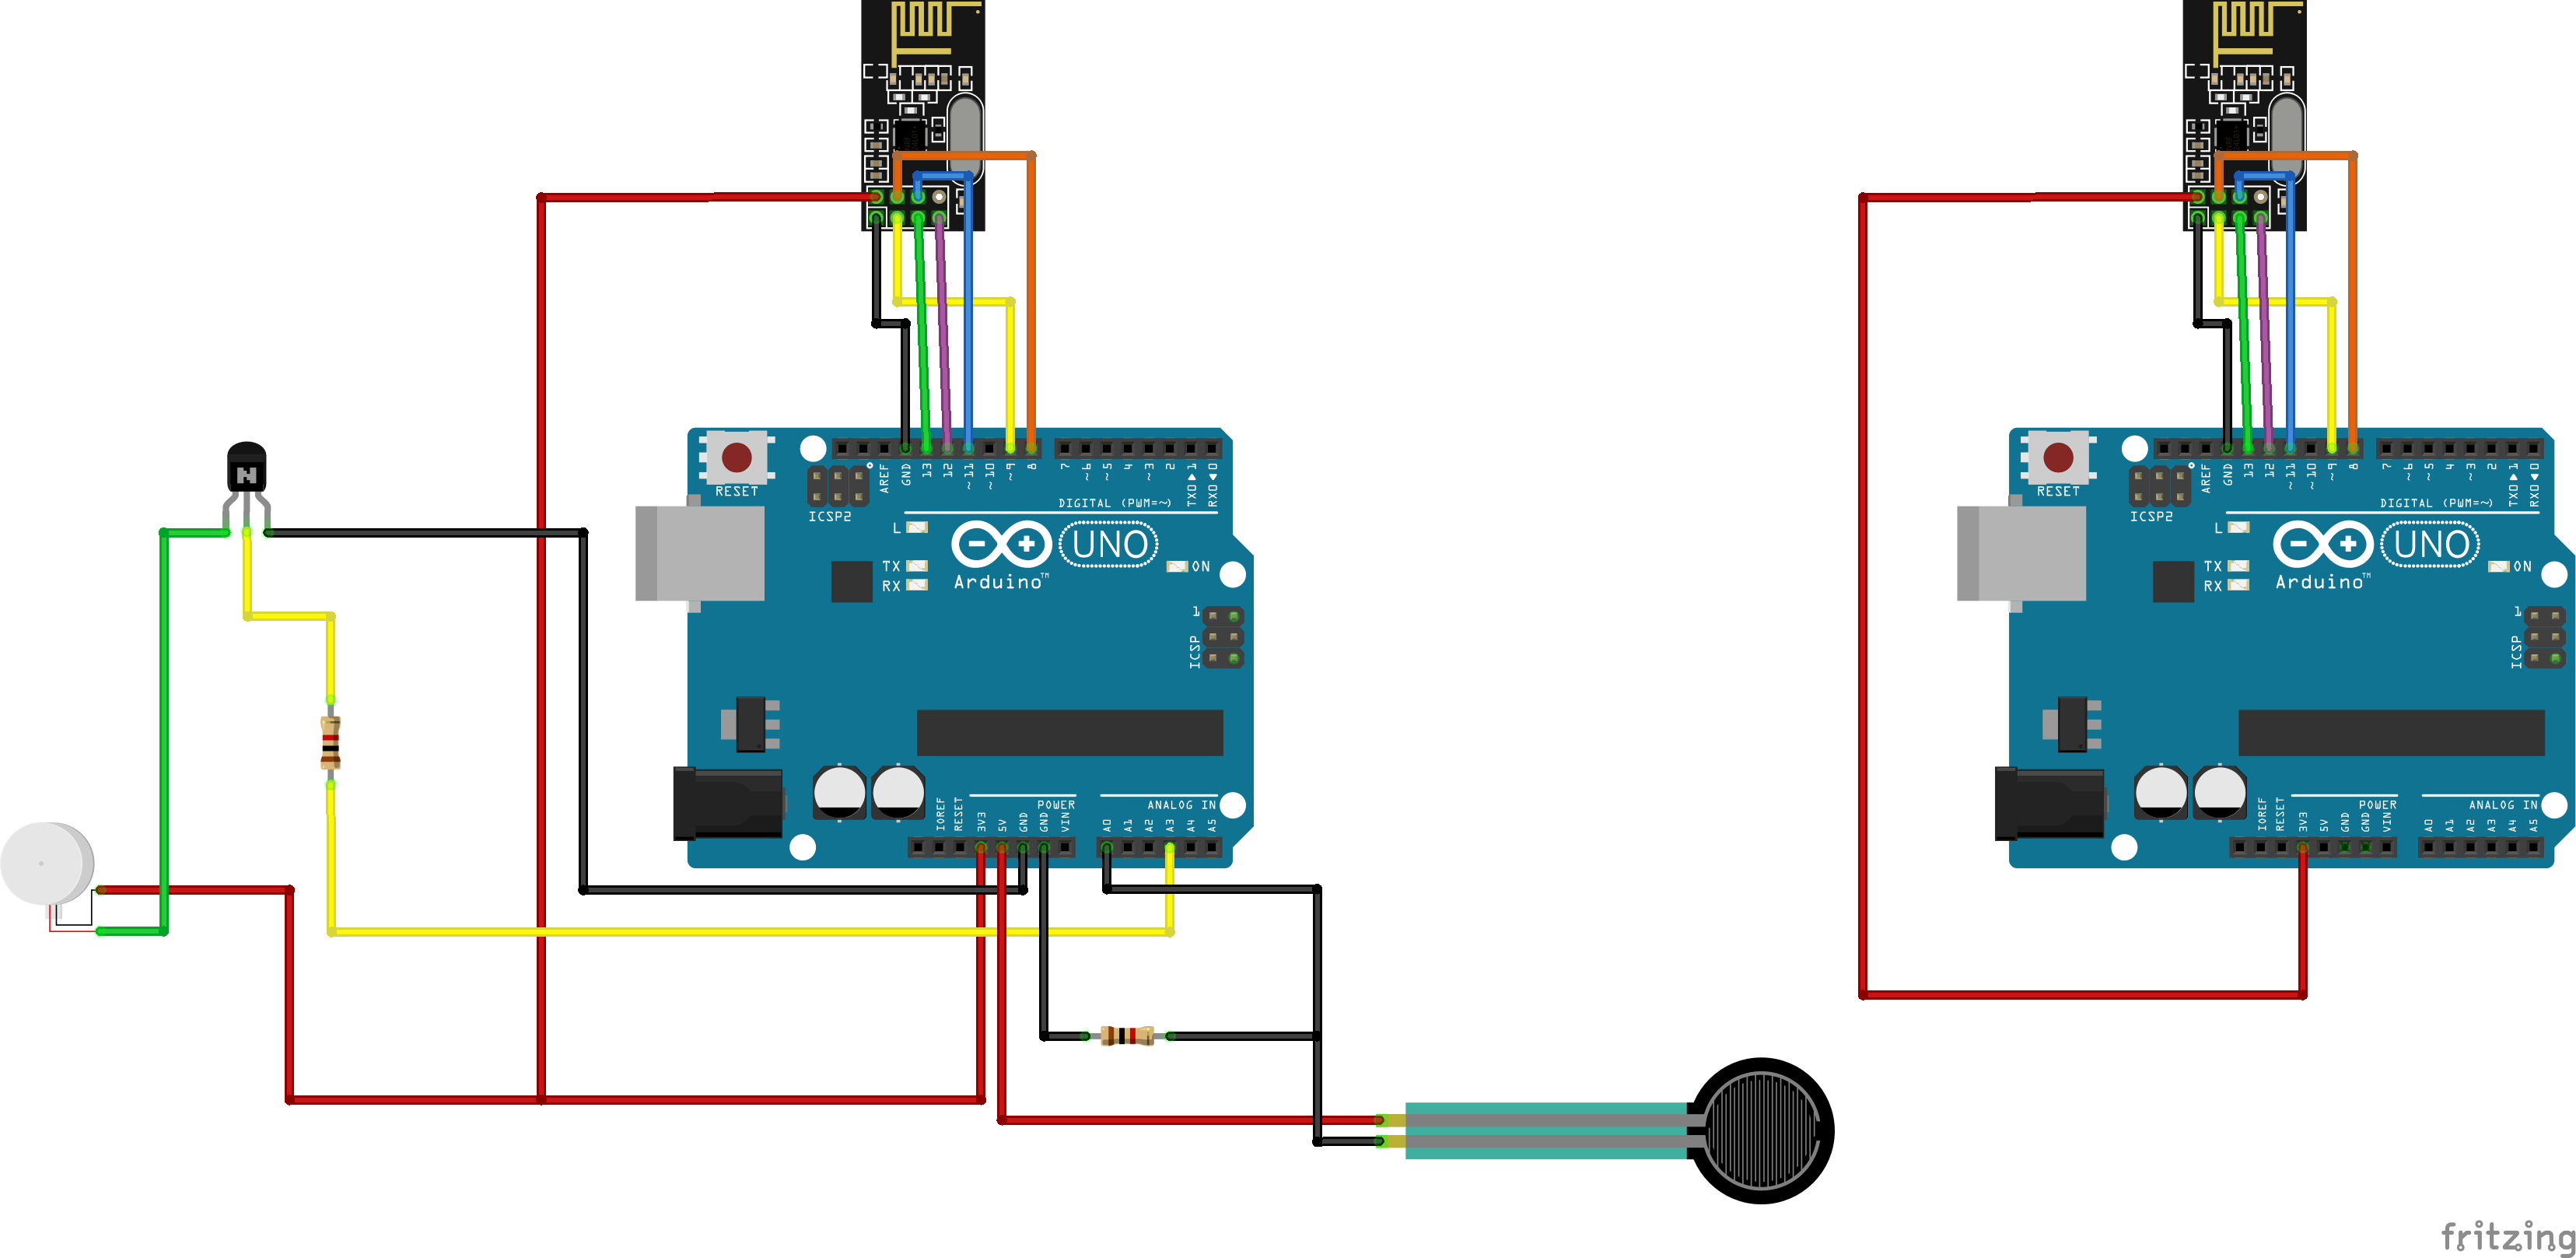 N
RESET
ICSP2
AREF
GND
13
12
~11
~10
~9
8
7
~6
~5
4
~3
2
TX0▶1
RX0◀0
DIGITAL (PWM=~)
L
TX
RX
UNO
Arduino™
ON
1
ICSP
IOREF
RESET
3V3
5V
GND
GND
VIN
POWER
A0
A1
A2
A3
A4
A5
ANALOG IN
RESET
ICSP2
AREF
GND
13
12
~11
~10
~9
8
7
~6
~5
4
~3
2
TX0▶1
RX0◀0
DIGITAL (PWM=~)
L
TX
RX
UNO
Arduino™
ON
1
ICSP
IOREF
RESET
3V3
5V
GND
GND
VIN
POWER
A0
A1
A2
A3
A4
A5
ANALOG IN
fritzing